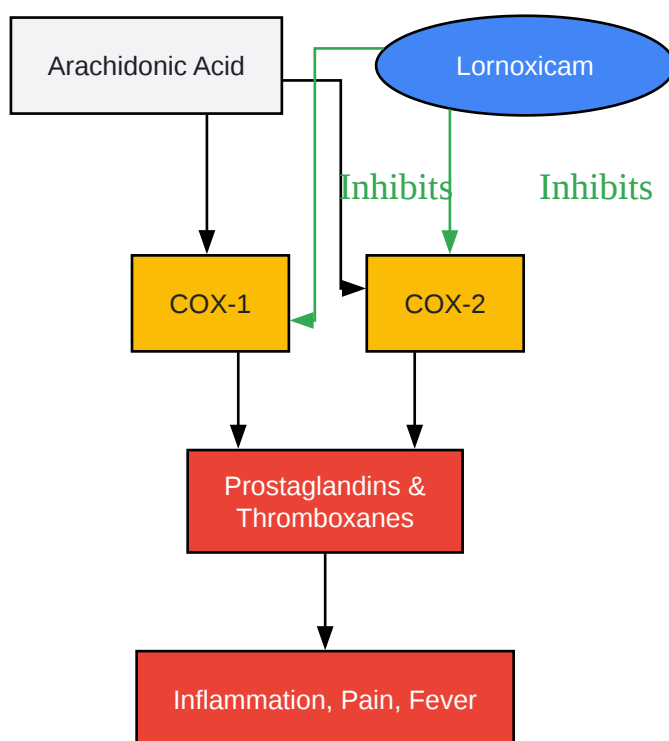 Arachidonic Acid
Lornoxicam
Inhibits
Inhibits
COX-1
COX-2
Prostaglandins &
Thromboxanes
Inflammation, Pain, Fever